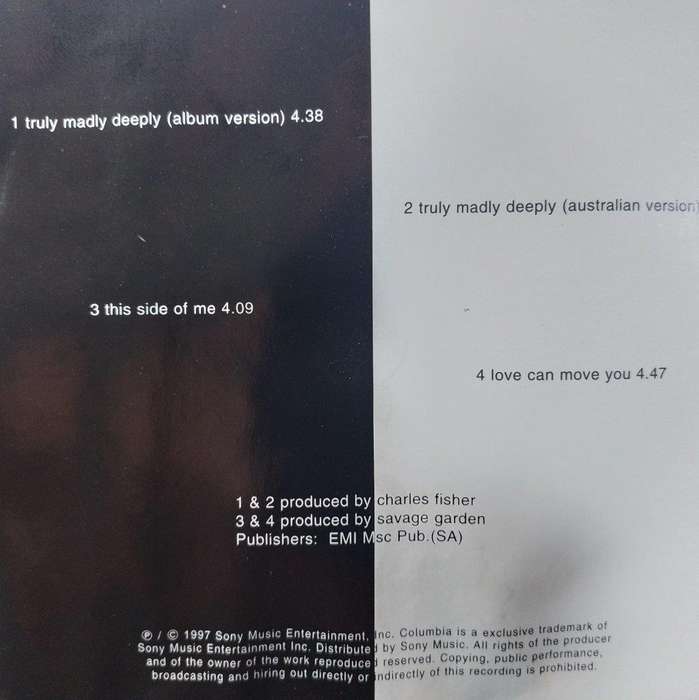 1 truly madly deeply (album version) 4.38
2 truly madly deeply (australian version)
3 this side of me 4.09
4 love can move you 4.47
1 & 2 produced by charles fisher
3 & 4 produced by savage garden
Publishers: EMI Msc Pub.(SA)
℗ / © 1997 Sony Music Entertainment, Inc. Columbia is a exclusive trademark of
Sony Music Entertainment Inc. Distributed by Sony Music. All rights of the producer
and of the owner of the work reproduced reserved. Copying, public performance,
broadcasting and hiring out directly or indirectly of this recording is prohibited.